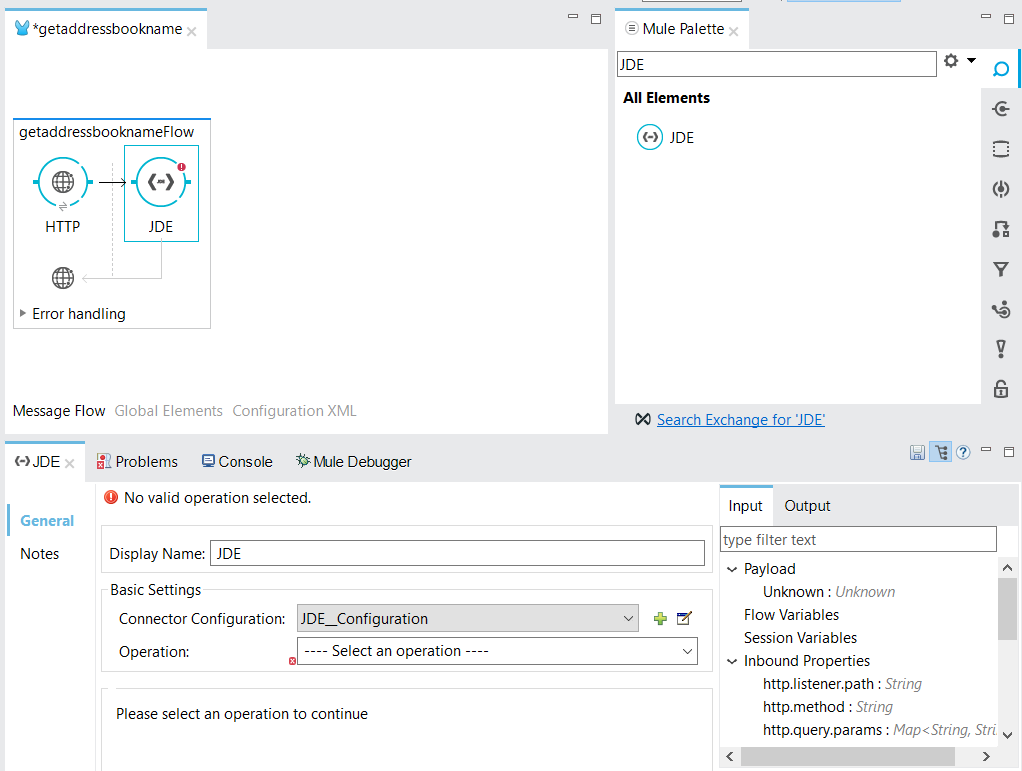 *getaddressbookname
Mule Palette
JDE
All Elements
JDE
getaddressbooknameFlow
HTTP
JDE
Error handling
Message Flow Global Elements Configuration XML
Search Exchange for 'JDE'
JDE Problems Console Mule Debugger
No valid operation selected.
General
Notes
Display Name: JDE
Basic Settings
Connector Configuration: JDE__Configuration
Operation: ---- Select an operation ----
Please select an operation to continue
Input Output
type filter text
Payload
Unknown : Unknown
Flow Variables
Session Variables
Inbound Properties
http.listener.path : String
http.method : String
http.query.params : Map<String, Stri